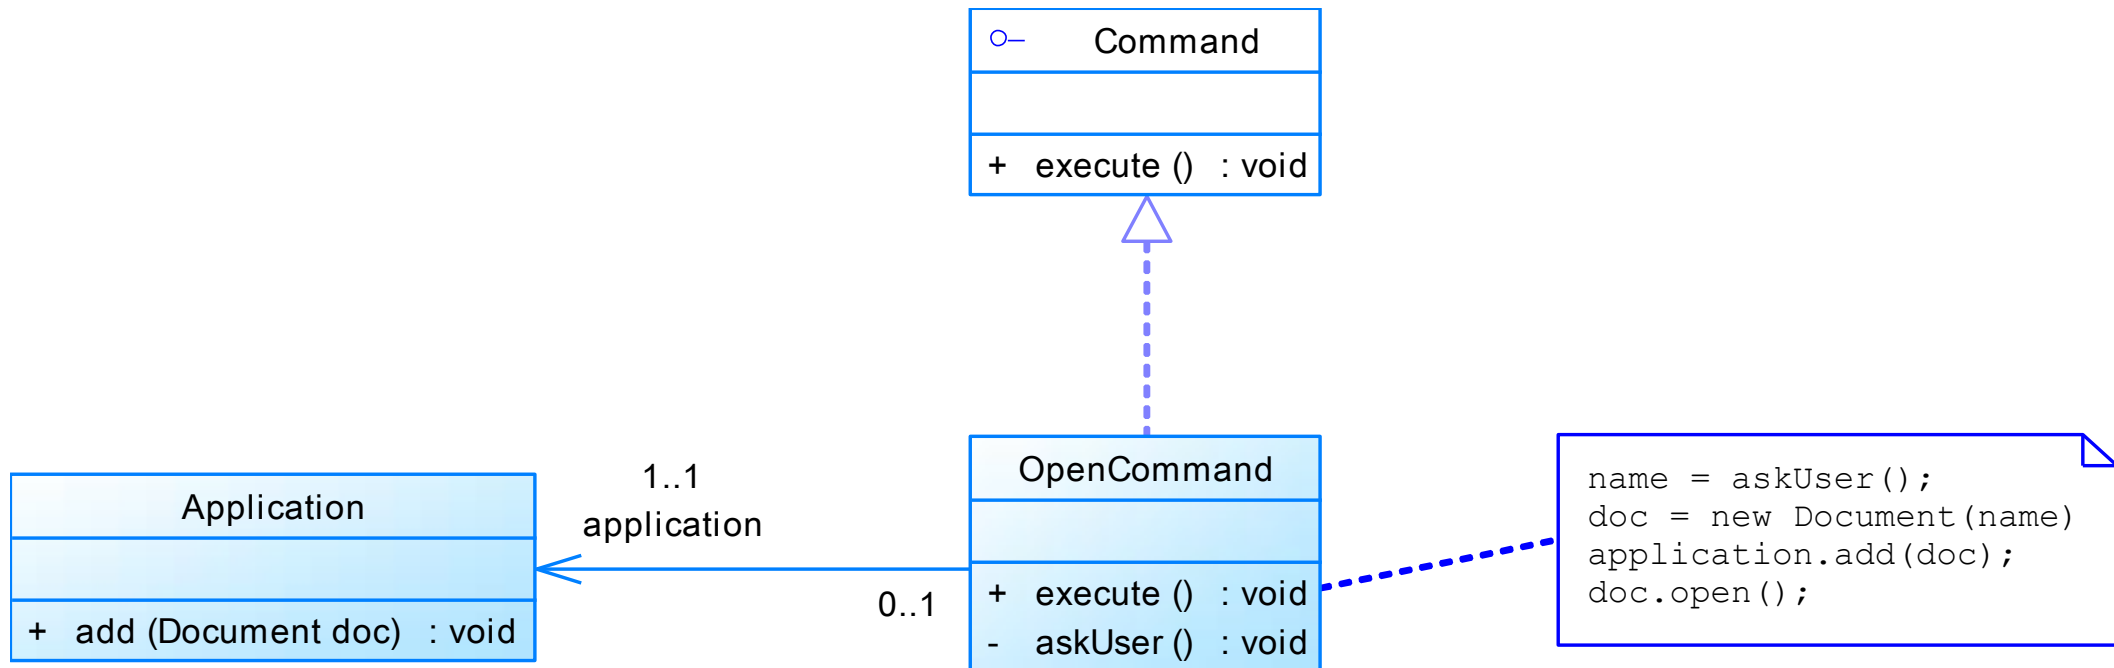 Command
+ execute () : void
1..1
application
0..1
Application
+ add (Document doc) : void
OpenCommand
+ execute () : void
- askUser () : void
name = askUser();
doc = new Document(name)
application.add(doc);
doc.open();